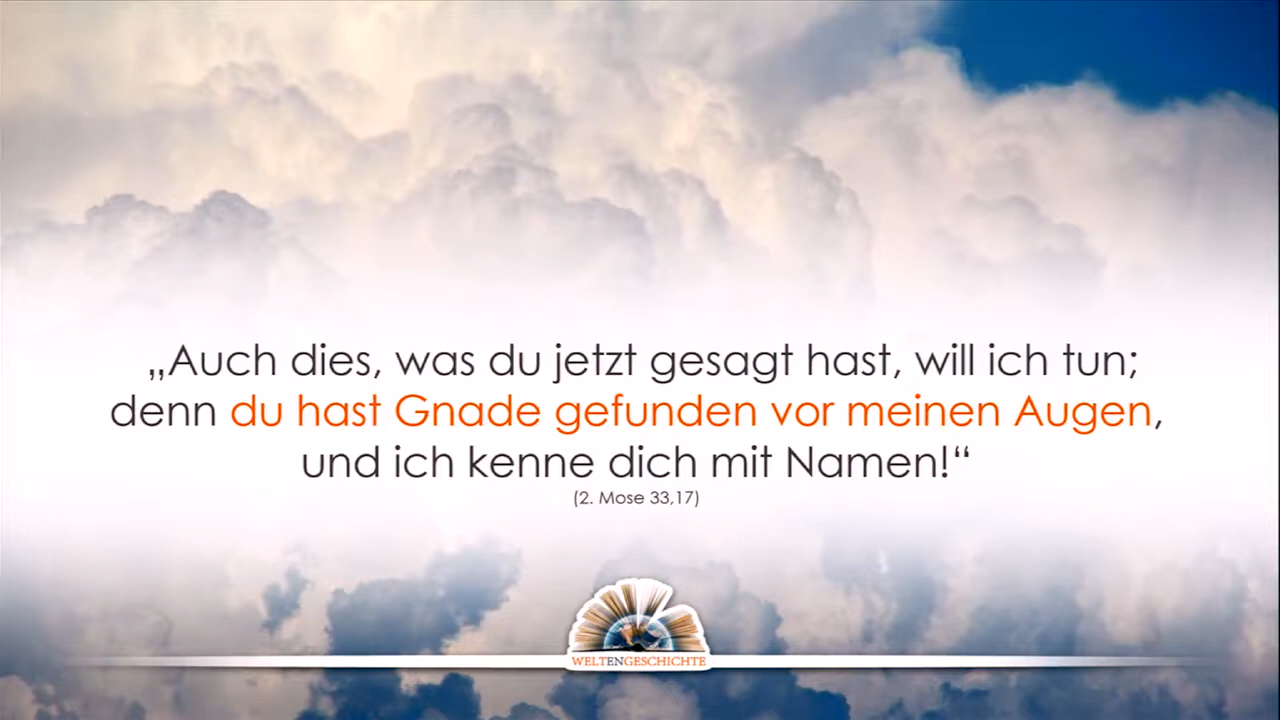 „Auch dies, was du jetzt gesagt hast, will ich tun;
denn du hast Gnade gefunden vor meinen Augen,
und ich kenne dich mit Namen!“
(2. Mose 33,17)
WELTENGESCHICHTE